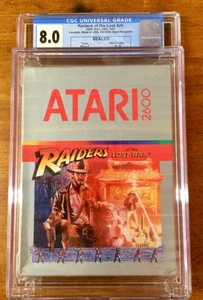 CGC UNIVERSAL GRADE
8.0
Raiders of the Lost Ark
SEALED
ATARI 2600
RAIDERS of the LOST ARK